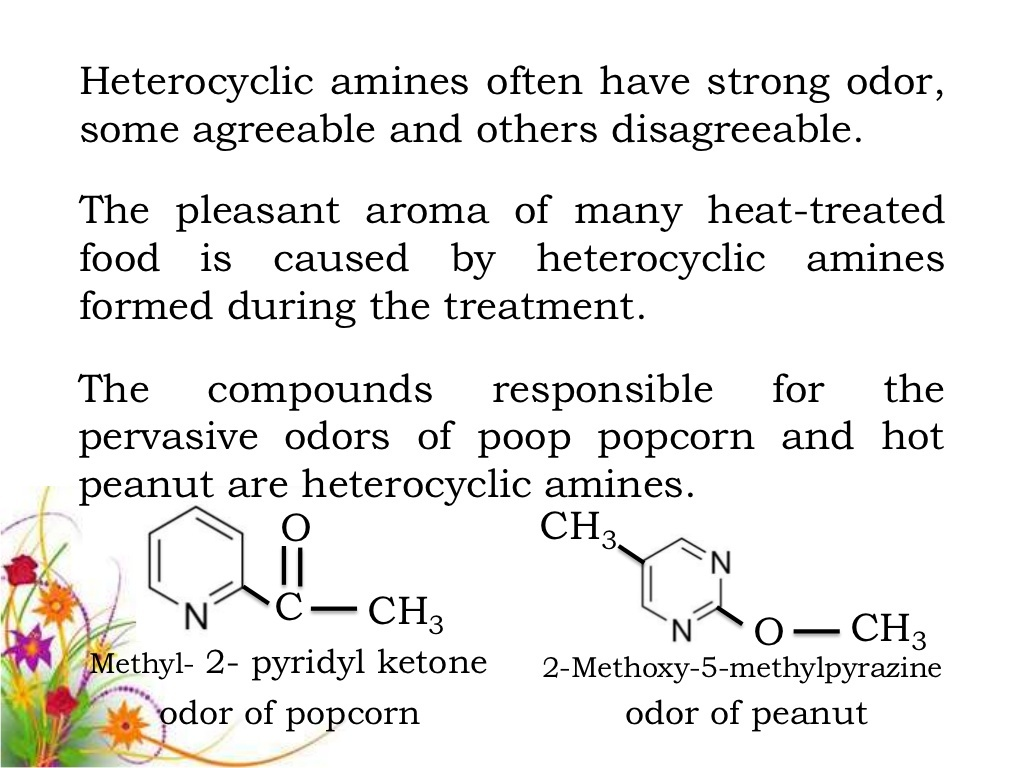 Heterocyclic amines often have strong odor,
some agreeable and others disagreeable.
The pleasant aroma of many heat-treated
food is caused by heterocyclic amines
formed during the treatment.
The compounds responsible for the
pervasive odors of poop popcorn and hot
peanut are heterocyclic amines.
O
N
C
CH₃
CH₃
N
N
O
CH₃
Methyl- 2- pyridyl ketone
2-Methoxy-5-methylpyrazine
odor of popcorn
odor of peanut